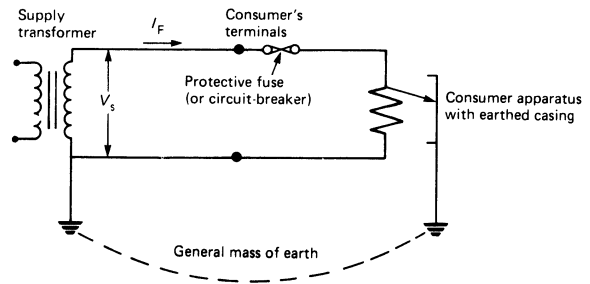 Supply
transformer
I_F
Consumer's
terminals
Protective fuse
(or circuit-breaker)
V_s
Consumer apparatus
with earthed casing
General mass of earth